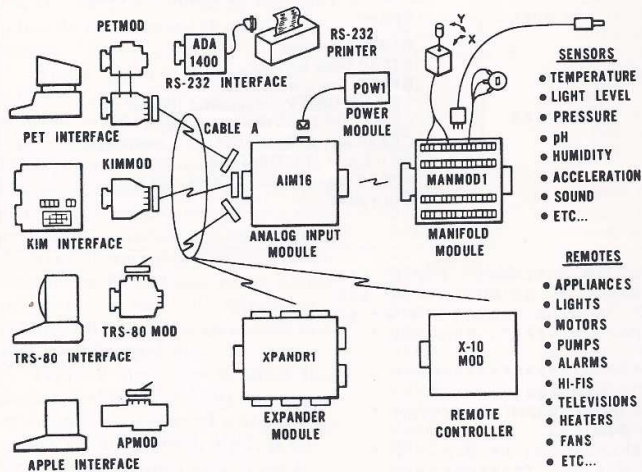 PETMOD
PET INTERFACE
ADA
1400
RS-232 INTERFACE
RS-232
PRINTER
CABLE A
POW1
POWER
MODULE
Y
X
KIMMOD
KIM INTERFACE
AIM16
ANALOG INPUT
MODULE
MANMOD1
MANIFOLD
MODULE
TRS-80 MOD
TRS-80 INTERFACE
APMOD
APPLE INTERFACE
XPANDR1
EXPANDER
MODULE
X-10
MOD
REMOTE
CONTROLLER
SENSORS
• TEMPERATURE
• LIGHT LEVEL
• PRESSURE
• pH
• HUMIDITY
• ACCELERATION
• SOUND
• ETC...
REMOTES
• APPLIANCES
• LIGHTS
• MOTORS
• PUMPS
• ALARMS
• HI-FIS
• TELEVISIONS
• HEATERS
• FANS
• ETC...